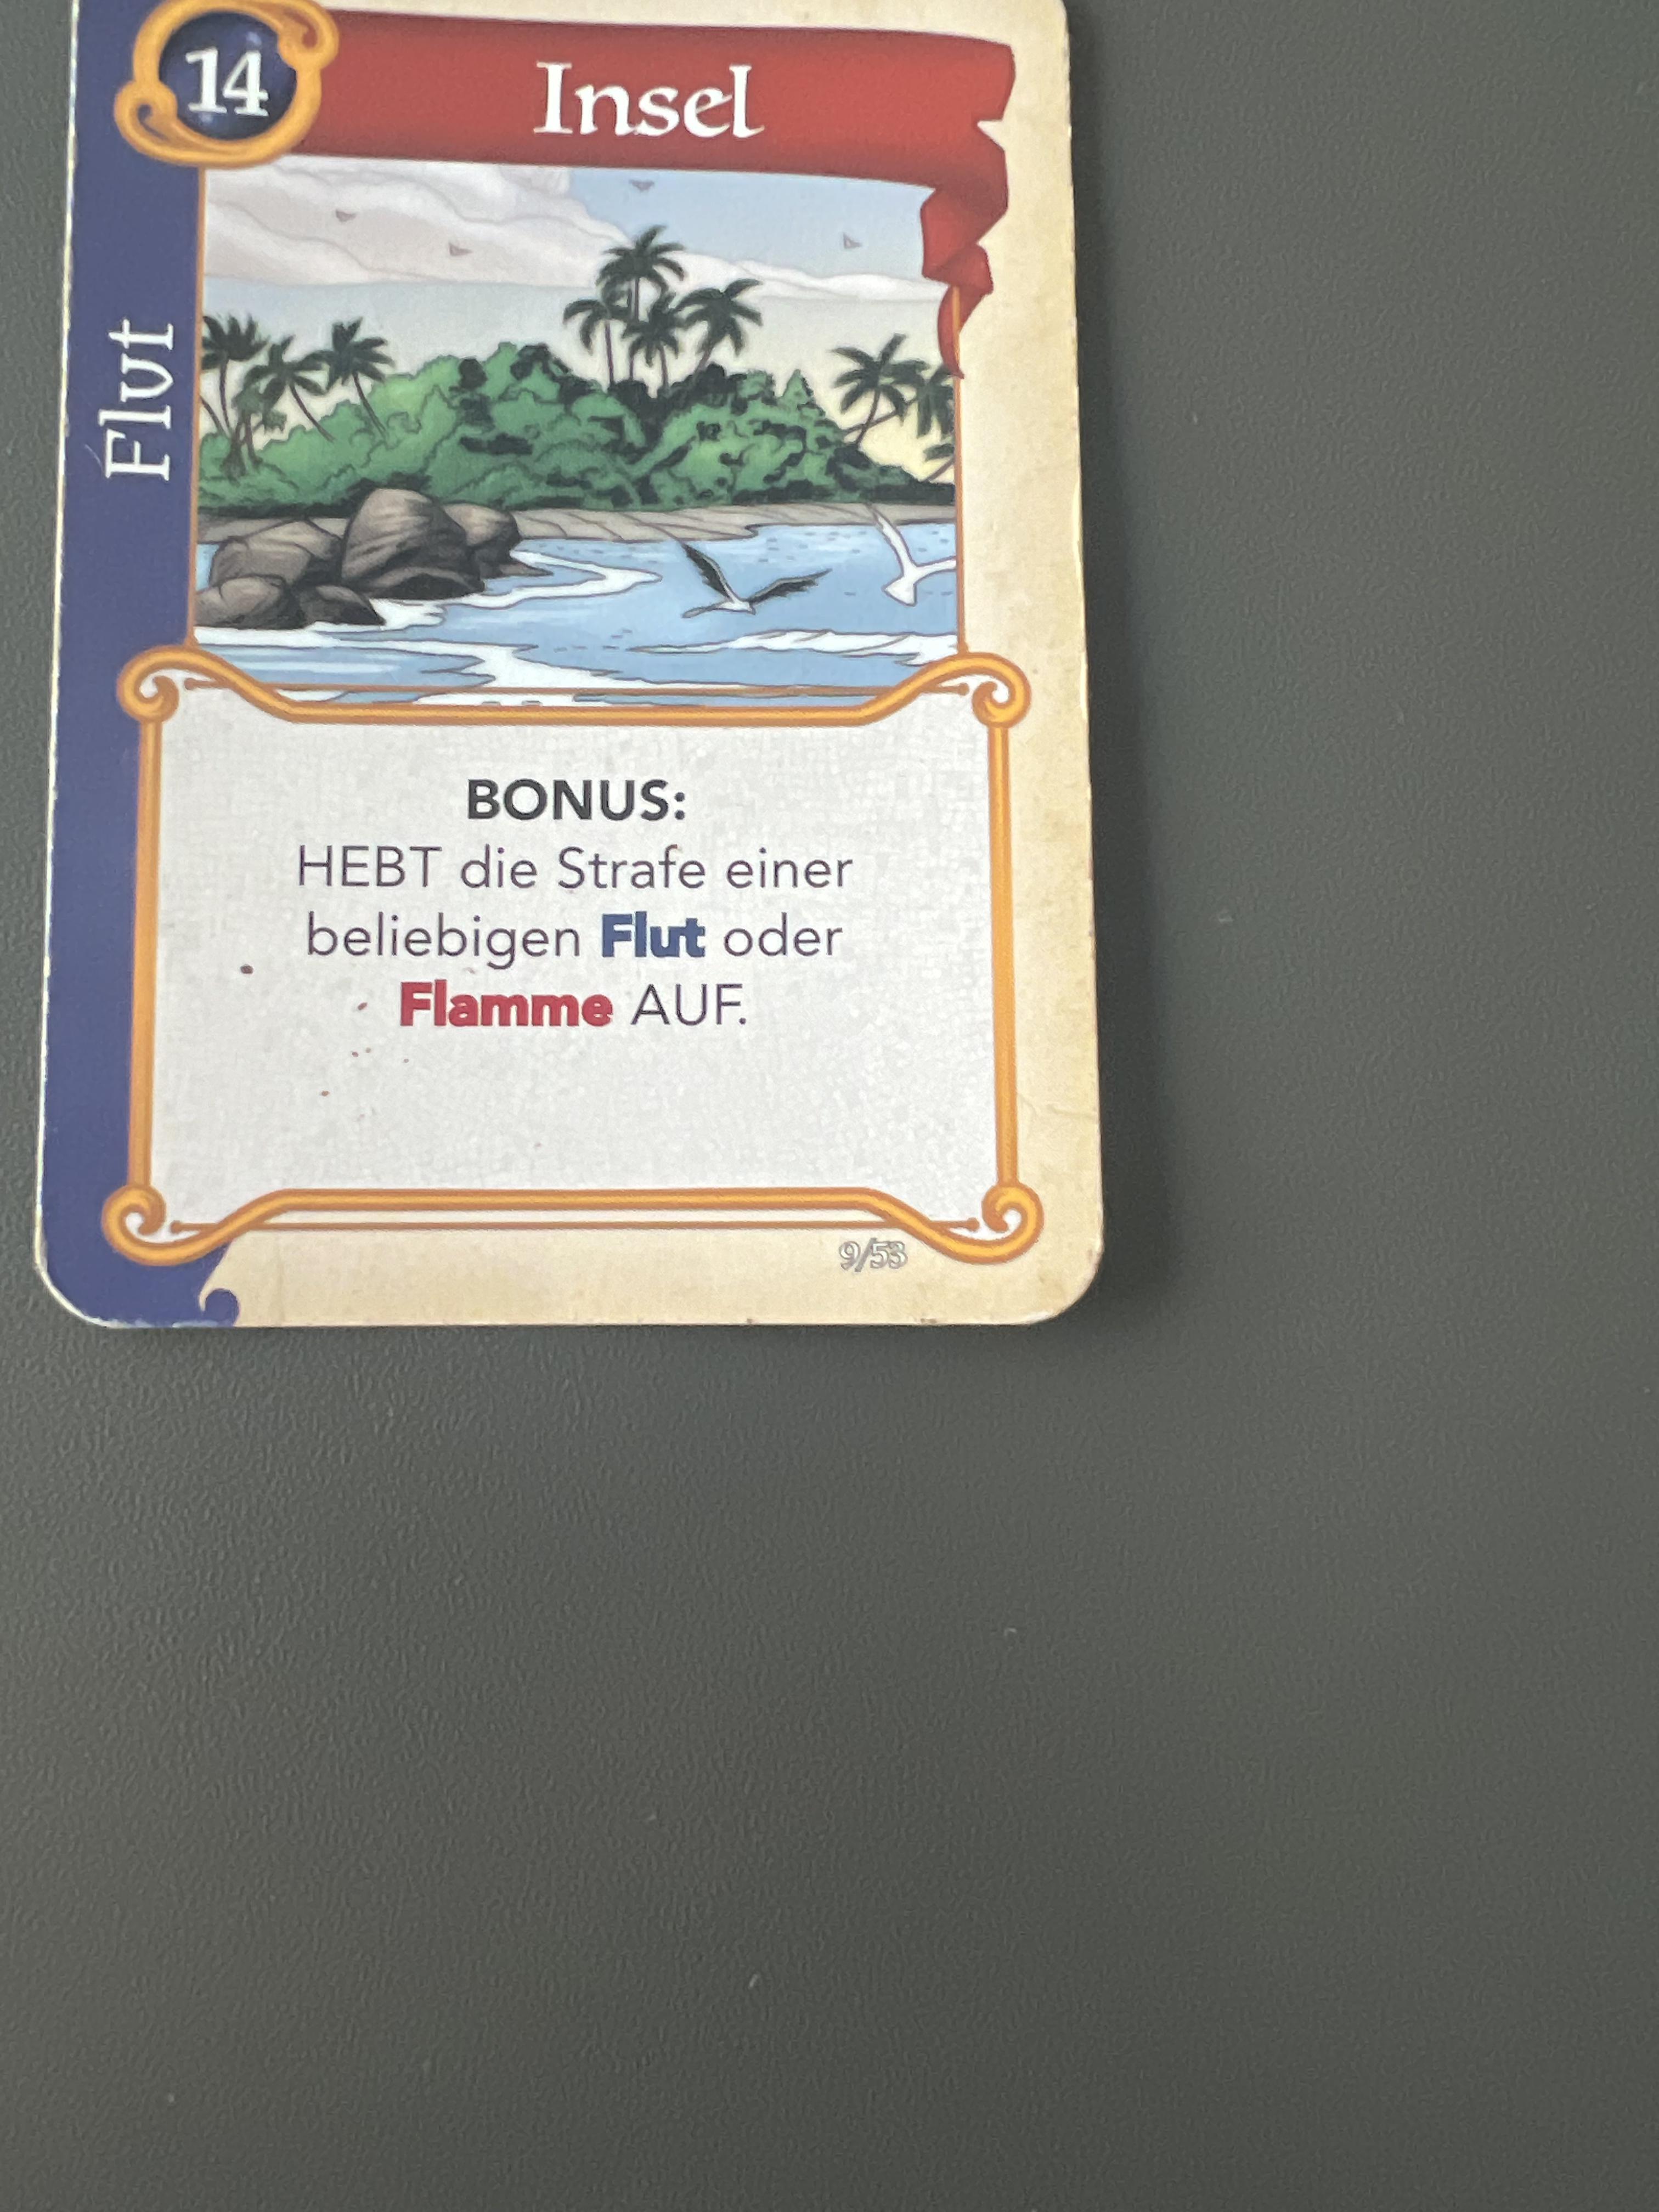 14
Insel
Flut
BONUS:
HEBT die Strafe einer
beliebigen Flut oder
Flamme AUF.
9/53